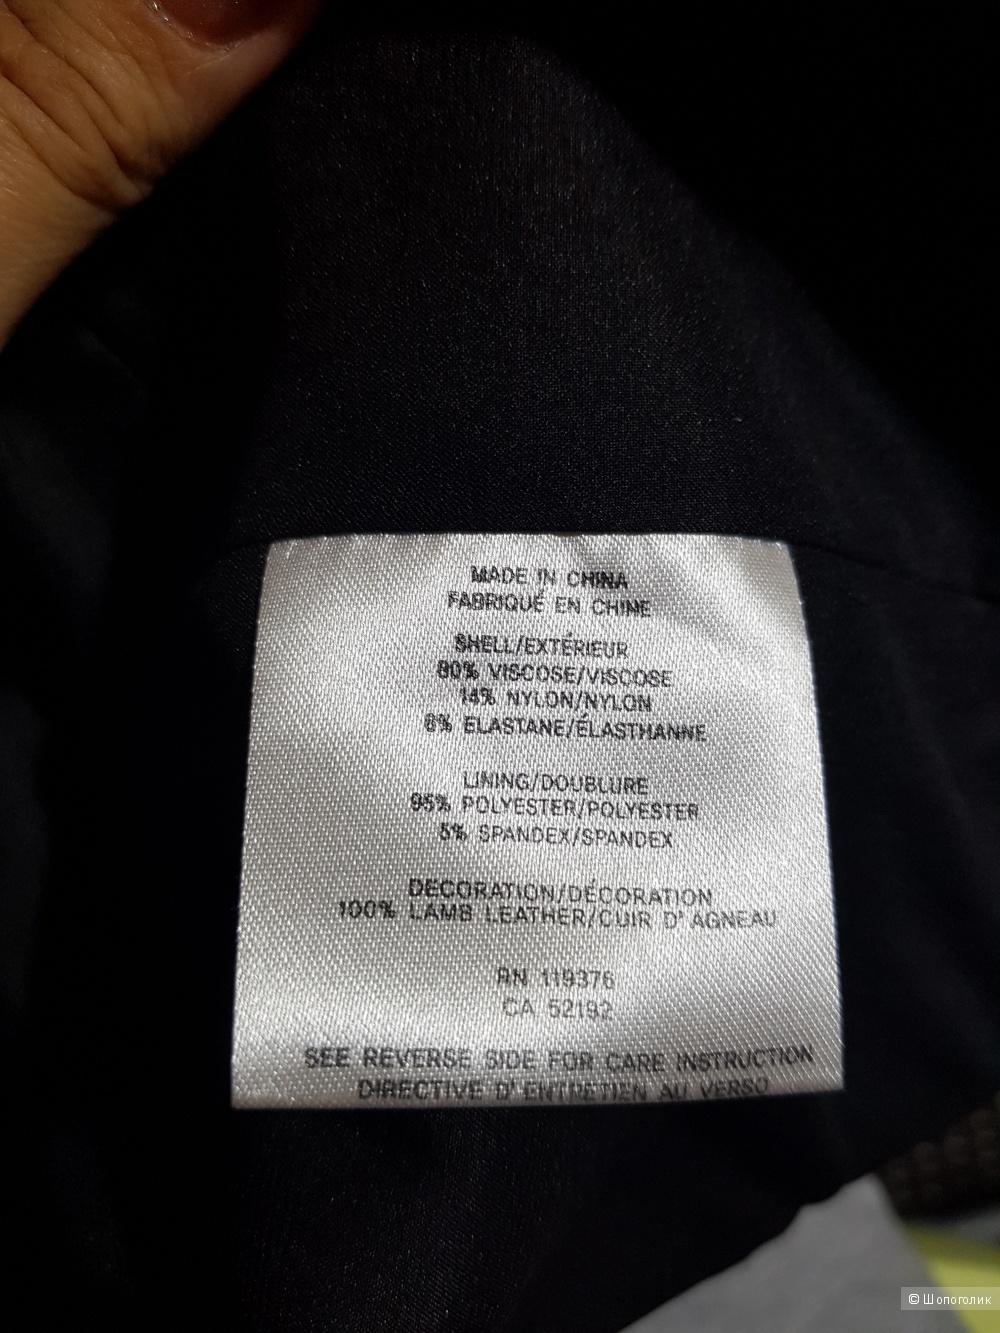 MADE IN CHINA
FABRIQUÉ EN CHINE
SHELL/EXTÉRIEUR
80% VISCOSE/VISCOSE
14% NYLON/NYLON
6% ELASTANE/ÉLASTHANNE
LINING/DOUBLURE
95% POLYESTER/POLYESTER
5% SPANDEX/SPANDEX
DECORATION/DÉCORATION
100% LAMB LEATHER/CUIR D'AGNEAU
RN 119376
CA 52192
SEE REVERSE SIDE FOR CARE INSTRUCTION
DIRECTIVE D'ENTRETIEN AU VERSO
© Шопоголик